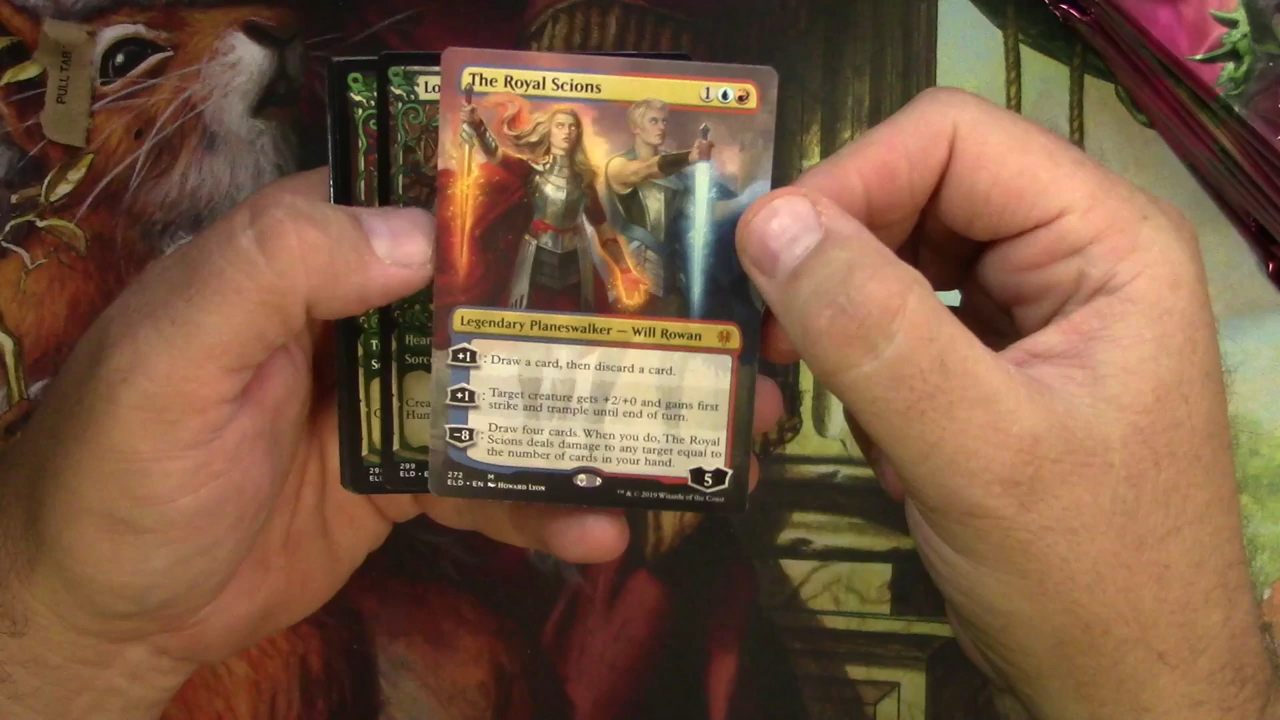 PULL TAB
Lo
The Royal Scions
1
Legendary Planeswalker — Will Rowan
+1 : Draw a card, then discard a card.
+1 : Target creature gets +2/+0 and gains first
strike and trample until end of turn.
-8 : Draw four cards. When you do, The Royal
Scions deals damage to any target equal to
the number of cards in your hand.
5
272 M
ELD • EN Howard Lyon
™ & © 2019 Wizards of the Coast
Hear
Sorc
Crea
Hum
299
ELD • E
29